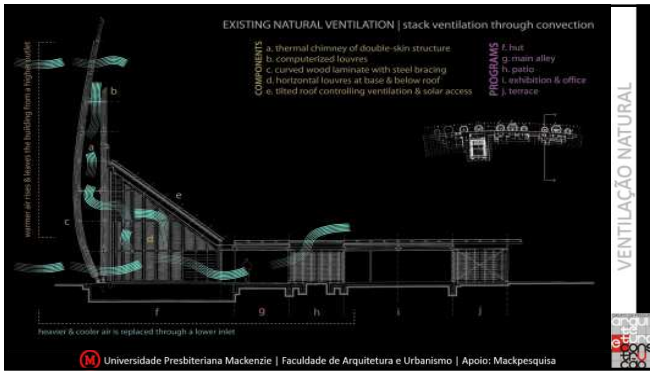 EXISTING NATURAL VENTILATION | stack ventilation through convection
COMPONENTS
a. thermal chimney of double-skin structure
b. computerized louvres
c. curved wood laminate with steel bracing
d. horizontal louvres at base & below roof
e. tilted roof controlling ventilation & solar access
PROGRAMS
f. hut
g. main alley
h. patio
i. exhibition & office
j. terrace
warmer air rises & leaves the building from a higher outlet
b
a
e
c
d
f
g
h
i
j
heavier & cooler air is replaced through a lower inlet
VENTILAÇÃO NATURAL
M
Universidade Presbiteriana Mackenzie | Faculdade de Arquitetura e Urbanismo | Apoio: Mackpesquisa